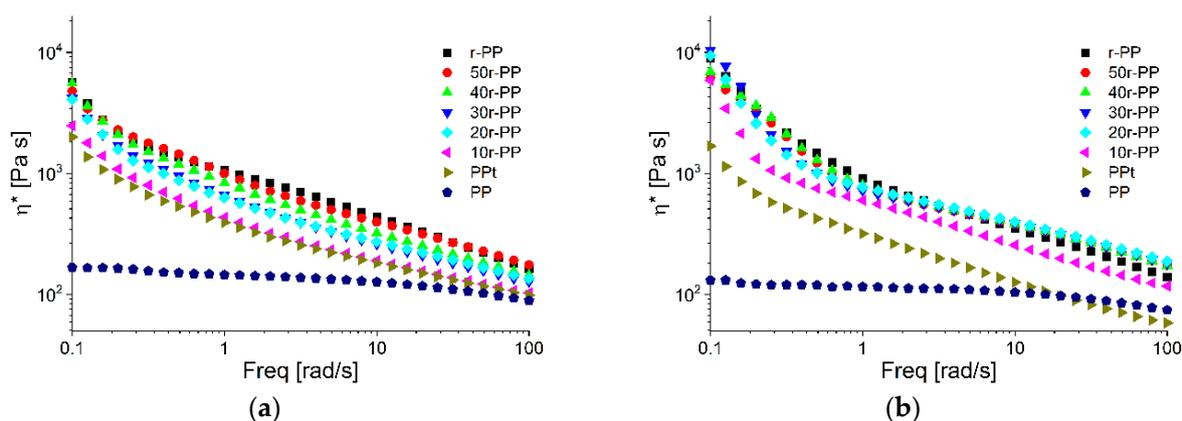 10⁴
10³
10²
η* [Pa s]
r-PP
50r-PP
40r-PP
30r-PP
20r-PP
10r-PP
PPt
PP
0.1 1 10 100
Freq [rad/s]
(a)
10⁴
10³
10²
η* [Pa s]
r-PP
50r-PP
40r-PP
30r-PP
20r-PP
10r-PP
PPt
PP
0.1 1 10 100
Freq [rad/s]
(b)